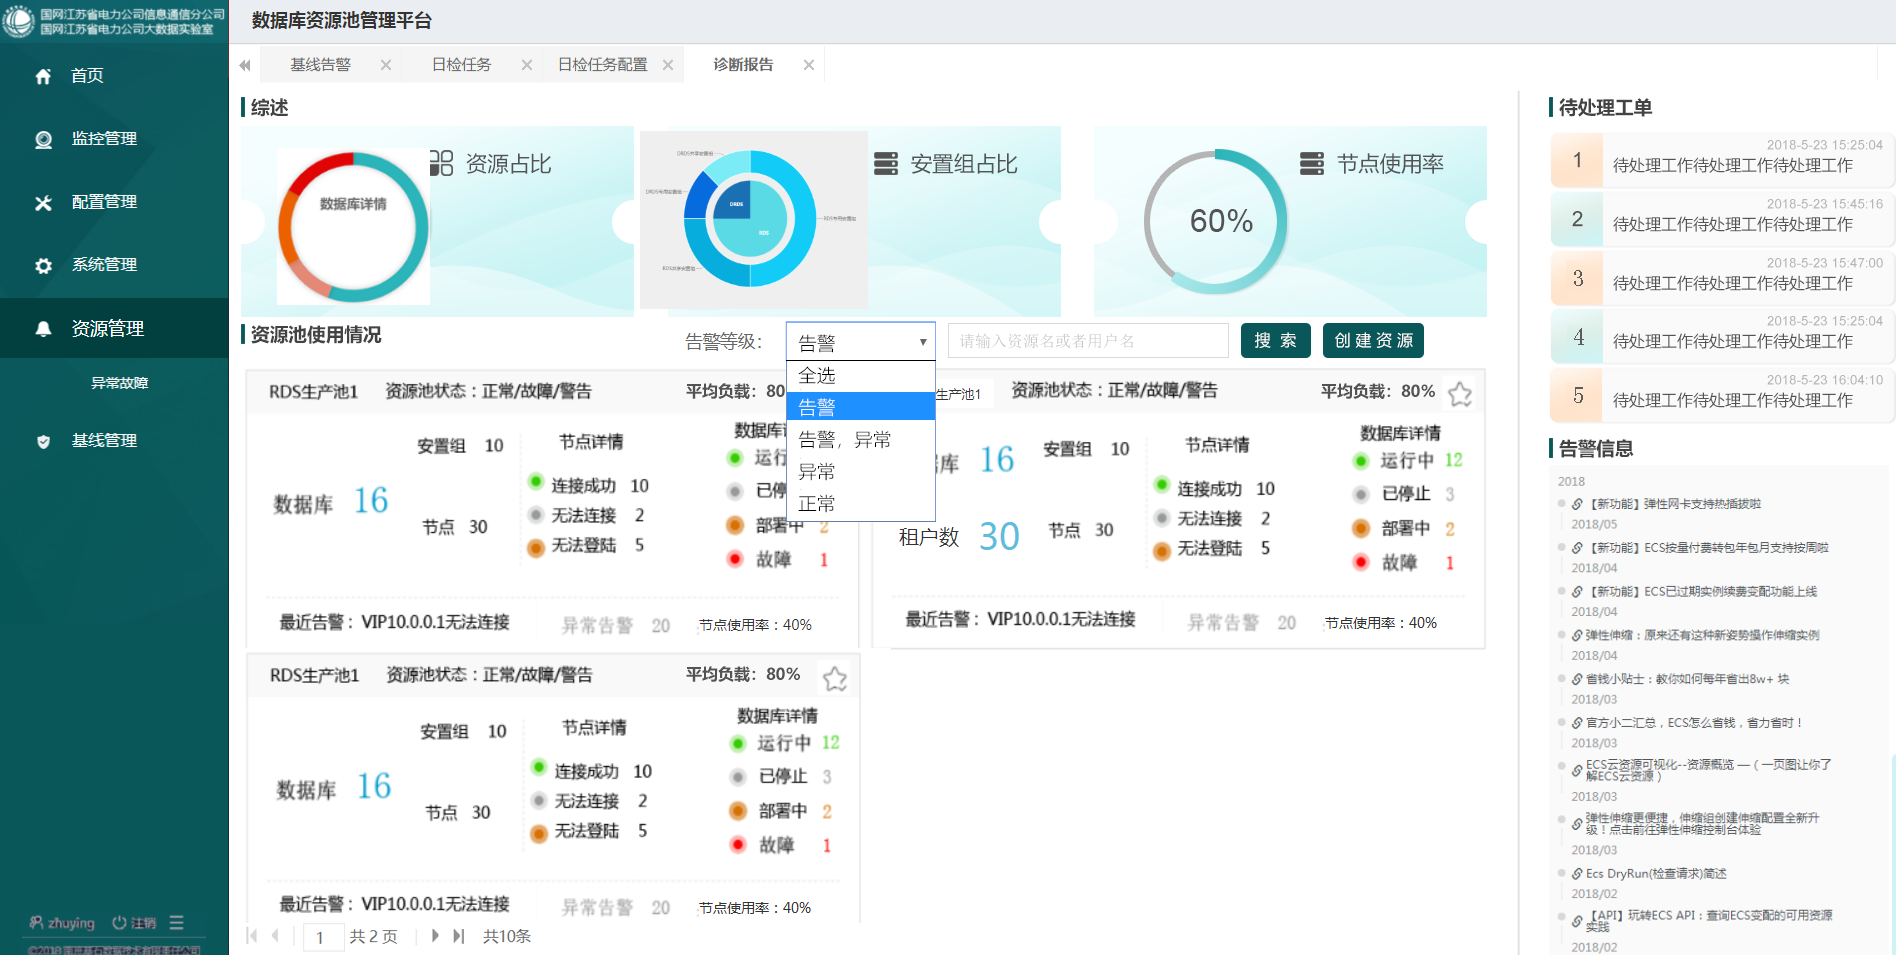 国网江苏省电力公司信息通信分公司
国网江苏省电力公司大数据实验室
数据库资源池管理平台
首页
监控管理
配置管理
系统管理
资源管理
异常故障
基线管理
zhuying 注销
基线告警
日检任务
日检任务配置
诊断报告
综述
数据库详情
资源占比
DRDS
RDS
安置组占比
60%
节点使用率
资源池使用情况
告警等级：
告警
全选
告警
告警，异常
异常
正常
请输入资源名或者用户名
搜 索
创 建 资 源
RDS生产池1 资源池状态：正常/故障/警告 平均负载：80
安置组 10
节点 30
数据库 16
节点详情
连接成功 10
无法连接 2
无法登陆 5
数据库
运行
已停
部署中 2
故障 1
最近告警：VIP10.0.0.1无法连接 异常告警 20 节点使用率：40%
生产池1 资源池状态：正常/故障/警告 平均负载：80%
库 16
租户数 30
安置组 10
节点 30
节点详情
连接成功 10
无法连接 2
无法登陆 5
数据库详情
运行中 12
已停止 3
部署中 2
故障 1
最近告警：VIP10.0.0.1无法连接 异常告警 20 节点使用率：40%
RDS生产池1 资源池状态：正常/故障/警告 平均负载：80%
安置组 10
节点 30
数据库 16
节点详情
连接成功 10
无法连接 2
无法登陆 5
数据库详情
运行中 12
已停止 3
部署中 2
故障 1
最近告警：VIP10.0.0.1无法连接 异常告警 20 节点使用率：40%
1 共 2 页 共10条
待处理工单
1
2018-5-23 15:25:04
待处理工作待处理工作待处理工作
2
2018-5-23 15:45:16
待处理工作待处理工作待处理工作
3
2018-5-23 15:47:00
待处理工作待处理工作待处理工作
4
2018-5-23 15:25:04
待处理工作待处理工作待处理工作
5
2018-5-23 16:04:10
待处理工作待处理工作待处理工作
告警信息
2018
【新功能】弹性网卡支持热插拔啦
2018/05
【新功能】ECS按量付费转包年包月支持按周啦
2018/04
【新功能】ECS已过期实例续费变配功能上线
2018/04
弹性伸缩：原来还有这种新姿势操作伸缩实例
2018/04
省钱小贴士：教你如何每年省出8w+ 块
2018/03
官方小二汇总，ECS怎么省钱，省力省时！
2018/03
ECS云资源可视化--资源概览 —（一页图让你了
解ECS云资源）
2018/03
弹性伸缩更便捷，伸缩组创建伸缩配置全新升
级！点击前往弹性伸缩控制台体验
2018/03
Ecs DryRun(检查请求)简述
2018/02
【API】玩转ECS API：查询ECS变配的可用资源
实践
2018/02